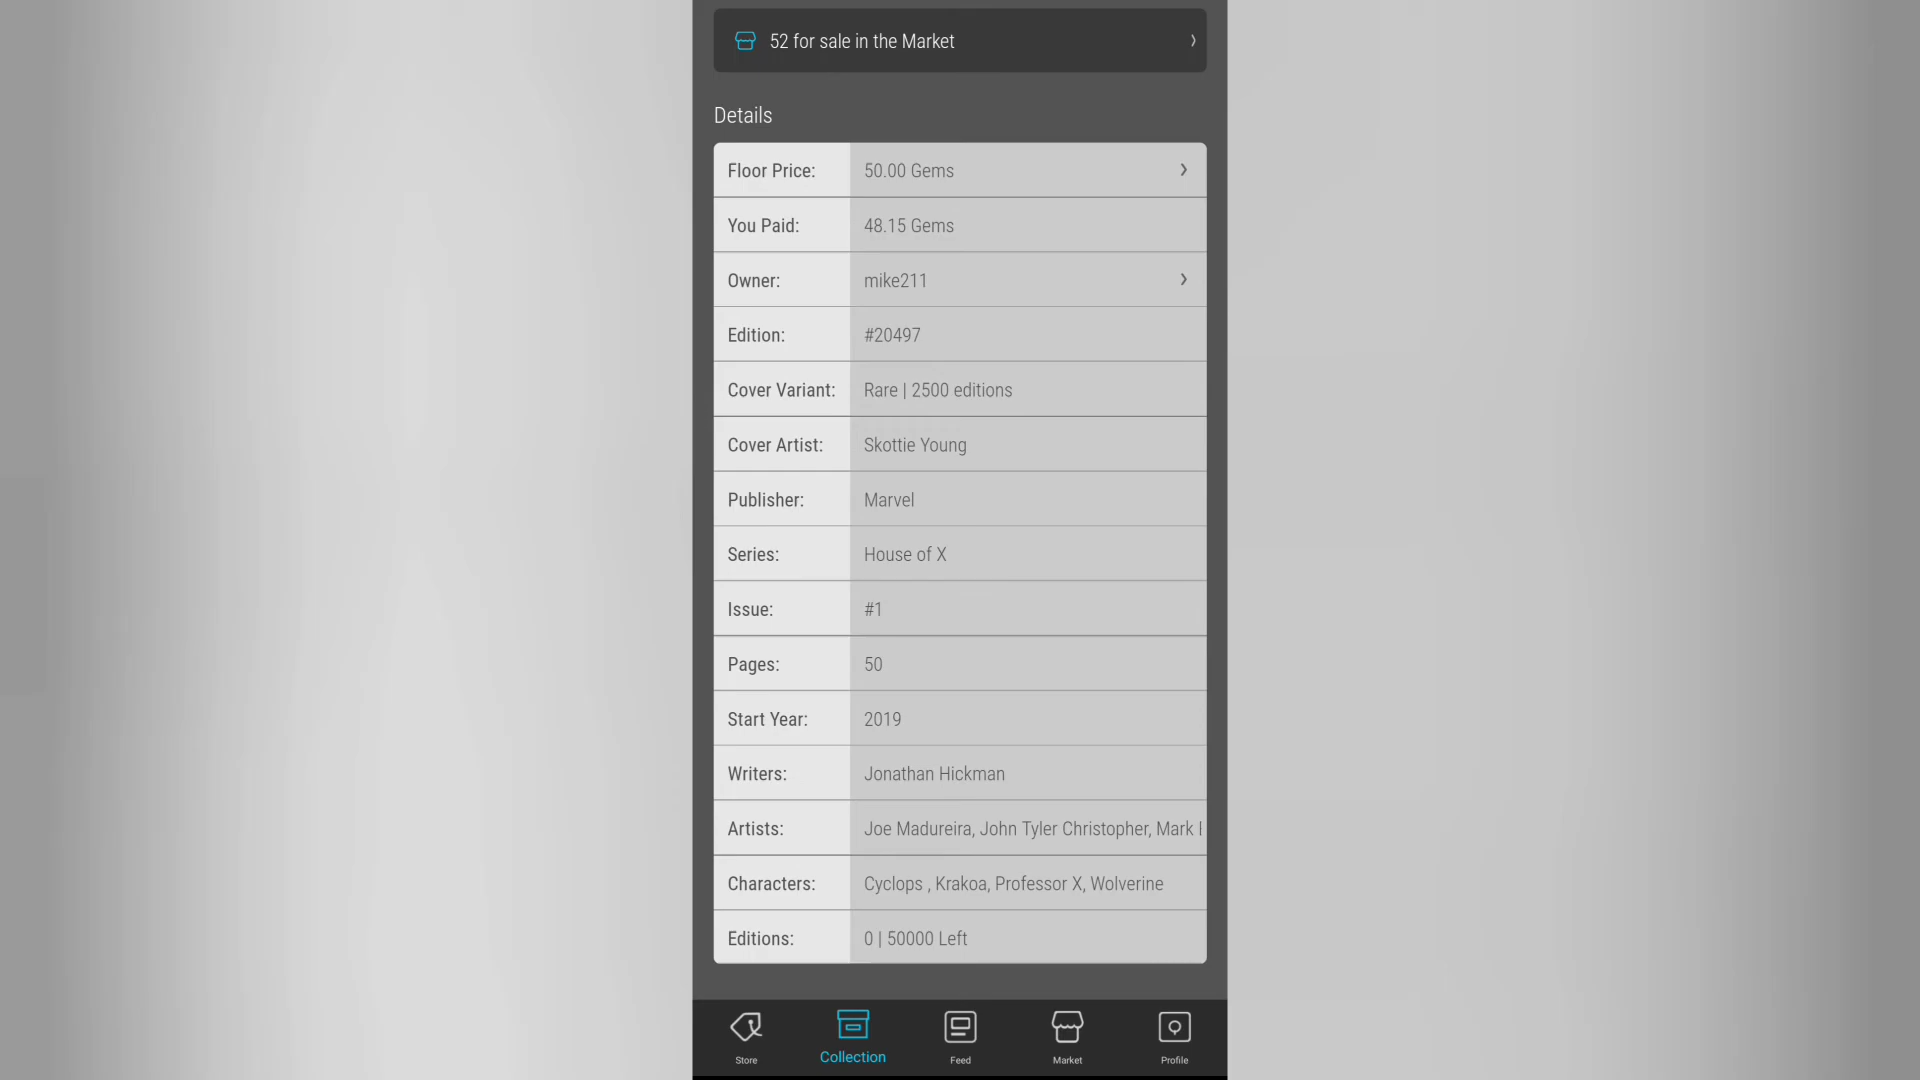 52 for sale in the Market
Details
Floor Price: 50.00 Gems
You Paid: 48.15 Gems
Owner: mike211
Edition: #20497
Cover Variant: Rare | 2500 editions
Cover Artist: Skottie Young
Publisher: Marvel
Series: House of X
Issue: #1
Pages: 50
Start Year: 2019
Writers: Jonathan Hickman
Artists: Joe Madureira, John Tyler Christopher, Mark
Characters: Cyclops , Krakoa, Professor X, Wolverine
Editions: 0 | 50000 Left
Store Collection Feed Market Profile